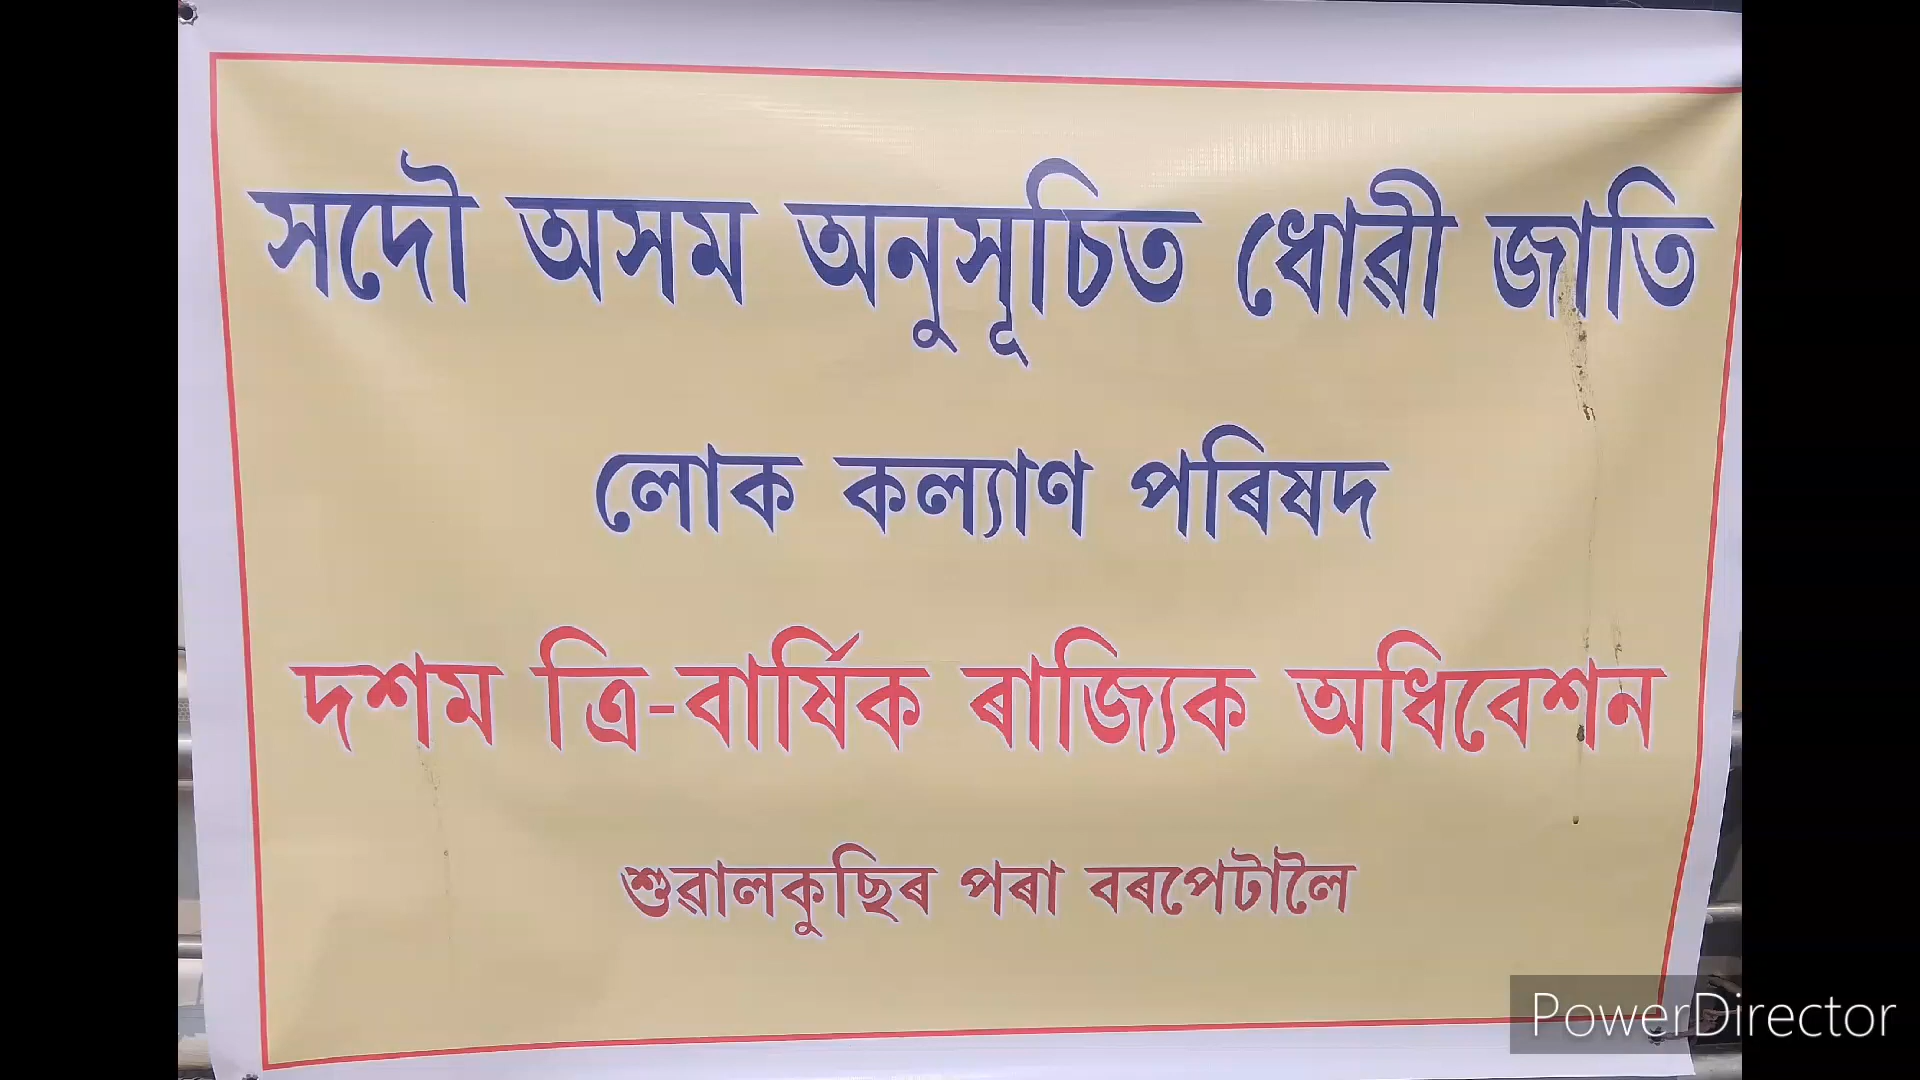 সদৌ অসম অনুসূচিত ধোৱী জাতি
লোক কল্যাণ পৰিষদ
দশম ত্ৰি-বাৰ্ষিক ৰাজ্যিক অধিবেশন
শুৱালকুছিৰ পৰা বৰপেটালৈ
PowerDirector